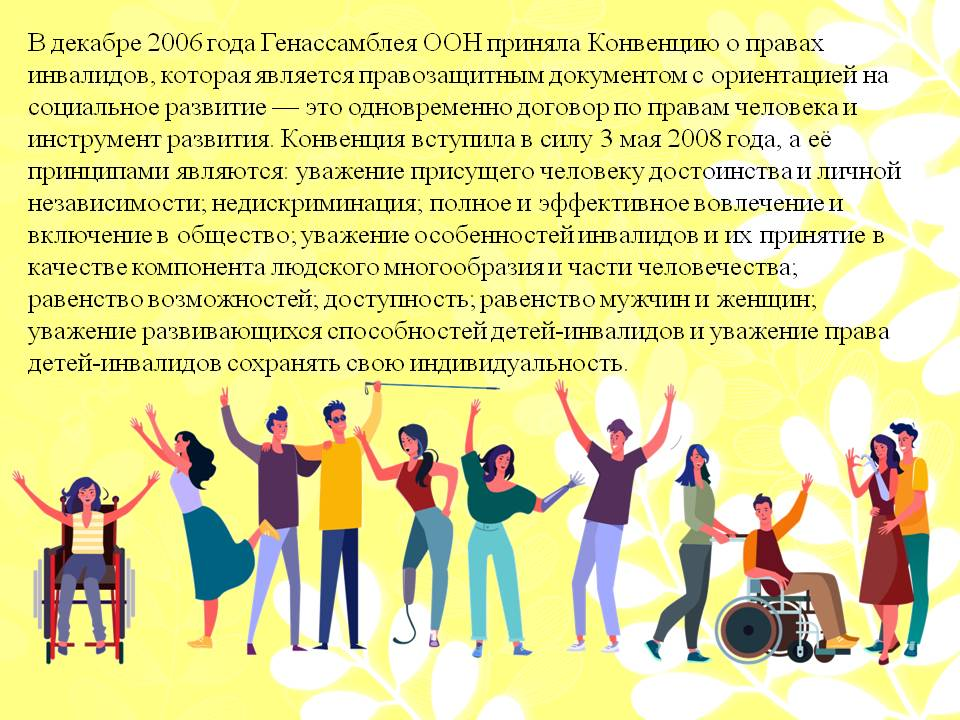 В декабре 2006 года Генассамблея ООН приняла Конвенцию о правах
инвалидов, которая является правозащитным документом с ориентацией на
социальное развитие — это одновременно договор по правам человека и
инструмент развития. Конвенция вступила в силу 3 мая 2008 года, а её
принципами являются: уважение присущего человеку достоинства и личной
независимости; недискриминация; полное и эффективное вовлечение и
включение в общество; уважение особенностей инвалидов и их принятие в
качестве компонента людского многообразия и части человечества;
равенство возможностей; доступность; равенство мужчин и женщин;
уважение развивающихся способностей детей-инвалидов и уважение права
детей-инвалидов сохранять свою индивидуальность.